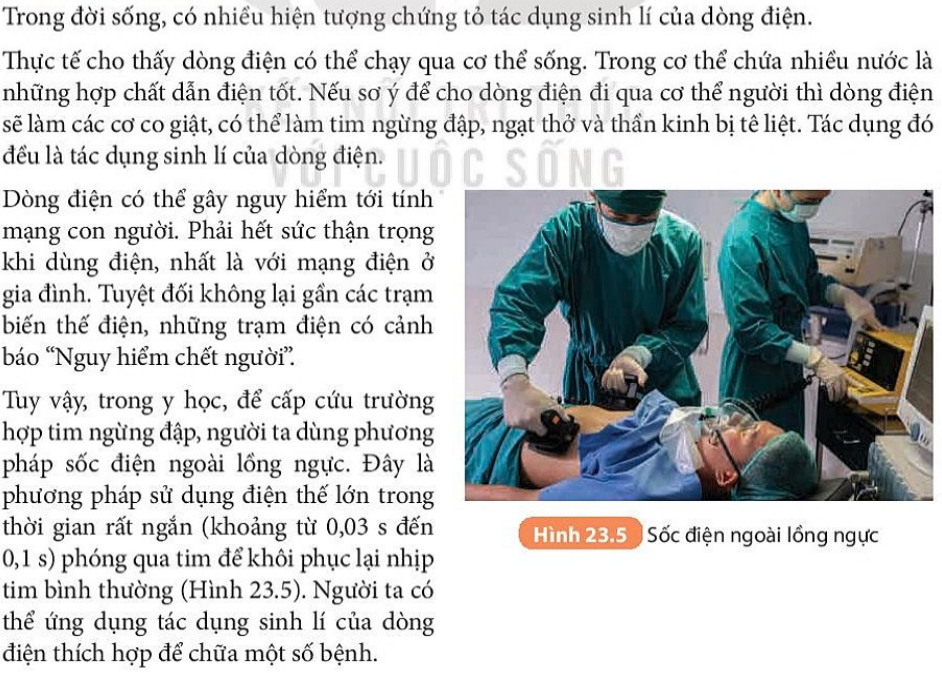 Trong đời sống, có nhiều hiện tượng chứng tỏ tác dụng sinh lí của dòng điện.
Thực tế cho thấy dòng điện có thể chạy qua cơ thể sống. Trong cơ thể chứa nhiều nước là
những hợp chất dẫn điện tốt. Nếu sơ ý để cho dòng điện đi qua cơ thể người thì dòng điện
sẽ làm các cơ co giật, có thể làm tim ngừng đập, ngạt thở và thần kinh bị tê liệt. Tác dụng đó
đều là tác dụng sinh lí của dòng điện.
KẾT NỐI TRI THỨC
VỚI CUỘC SỐNG
Dòng điện có thể gây nguy hiểm tới tính
mạng con người. Phải hết sức thận trọng
khi dùng điện, nhất là với mạng điện ở
gia đình. Tuyệt đối không lại gần các trạm
biến thế điện, những trạm điện có cảnh
báo “Nguy hiểm chết người”.
Tuy vậy, trong y học, để cấp cứu trường
hợp tim ngừng đập, người ta dùng phương
pháp sốc điện ngoài lồng ngực. Đây là
phương pháp sử dụng điện thế lớn trong
thời gian rất ngắn (khoảng từ 0,03 s đến
0,1 s) phóng qua tim để khôi phục lại nhịp
tim bình thường (Hình 23.5). Người ta có
thể ứng dụng tác dụng sinh lí của dòng
điện thích hợp để chữa một số bệnh.
Hình 23.5 Sốc điện ngoài lồng ngực